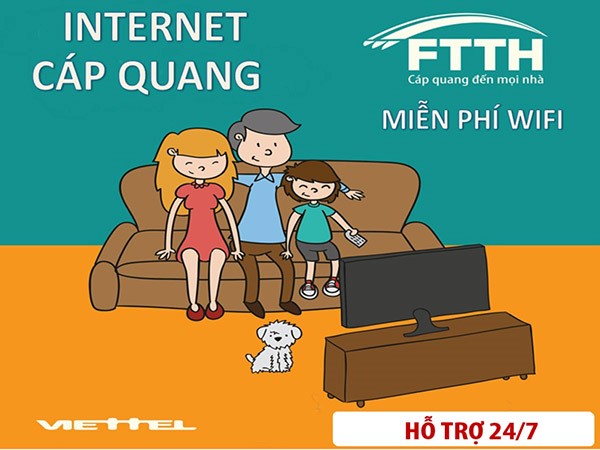 INTERNET
CÁP QUANG
FTTH
Cáp quang đến mọi nhà
MIỄN PHÍ WIFI
VIETTEL
HỖ TRỢ 24/7